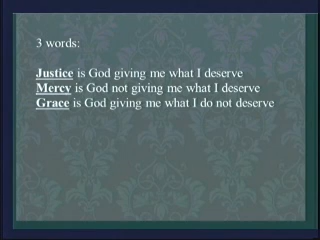 3 words:
Justice is God giving me what I deserve
Mercy is God not giving me what I deserve
Grace is God giving me what I do not deserve